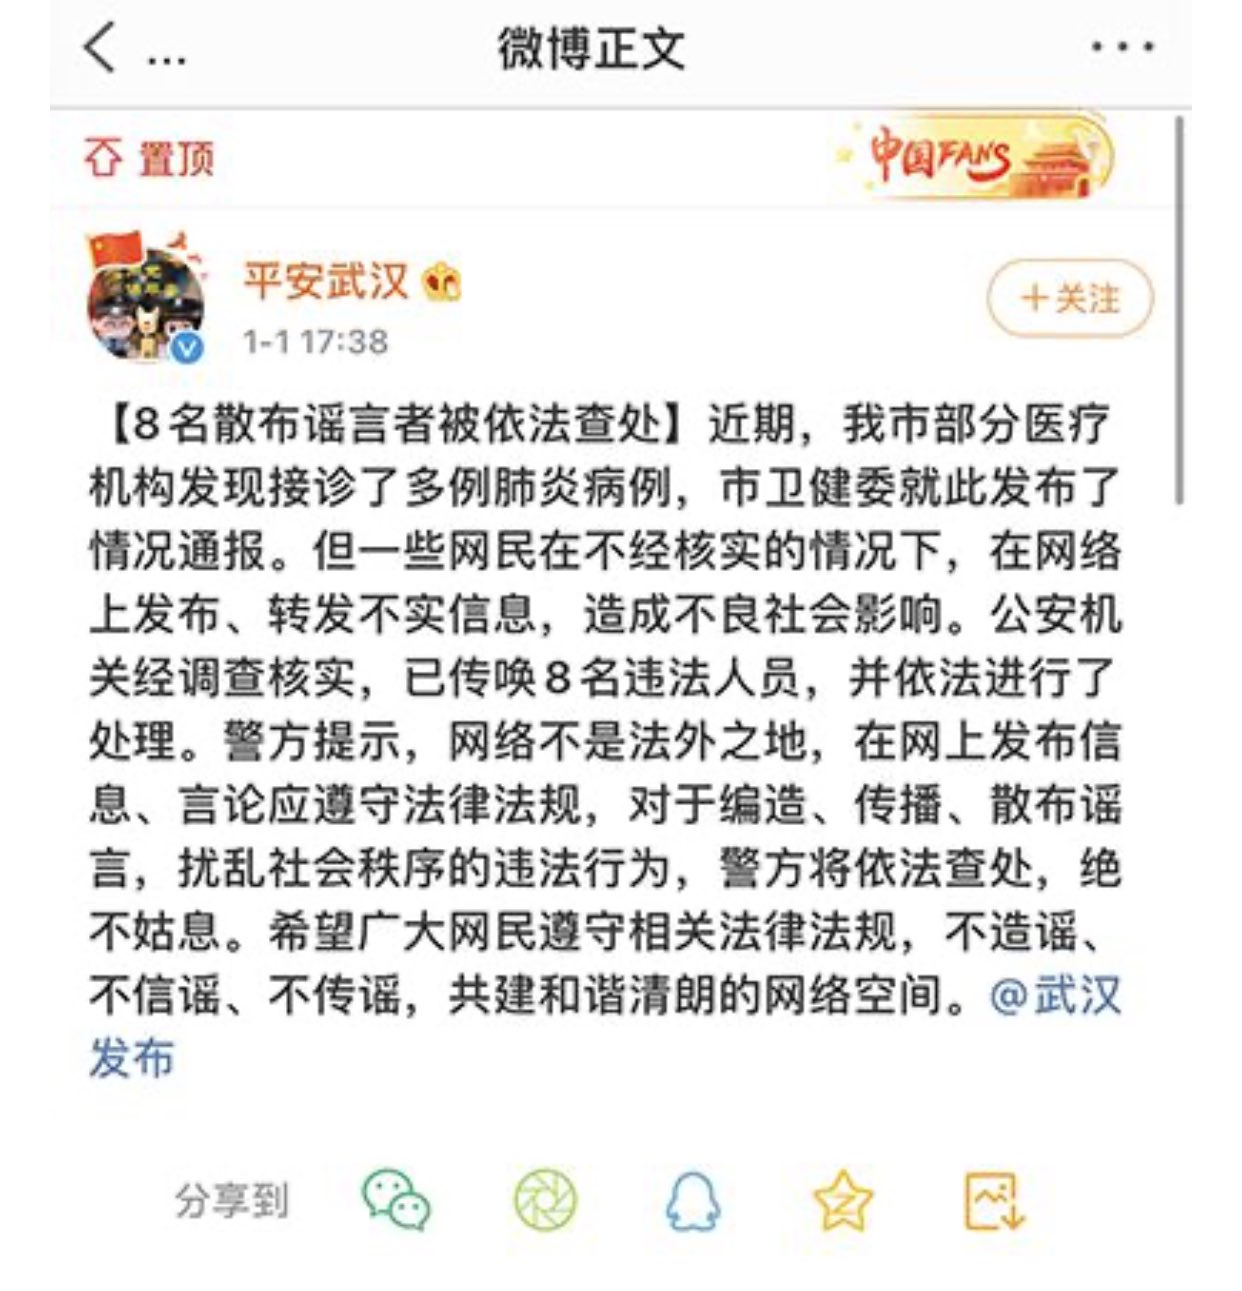 ...
微博正文
置顶
中国FANS
平安武汉
1-1 17:38
【8名散布谣言者被依法查处】近期，我市部分医疗
机构发现接诊了多例肺炎病例，市卫健委就此发布了
情况通报。但一些网民在不经核实的情况下，在网络
上发布、转发不实信息，造成不良社会影响。公安机
关经调查核实，已传唤8名违法人员，并依法进行了
处理。警方提示，网络不是法外之地，在网上发布信
息、言论应遵守法律法规，对于编造、传播、散布谣
言，扰乱社会秩序的违法行为，警方将依法查处，绝
不姑息。希望广大网民遵守相关法律法规，不造谣、
不信谣、不传谣，共建和谐清朗的网络空间。@武汉
发布
+关注
分享到